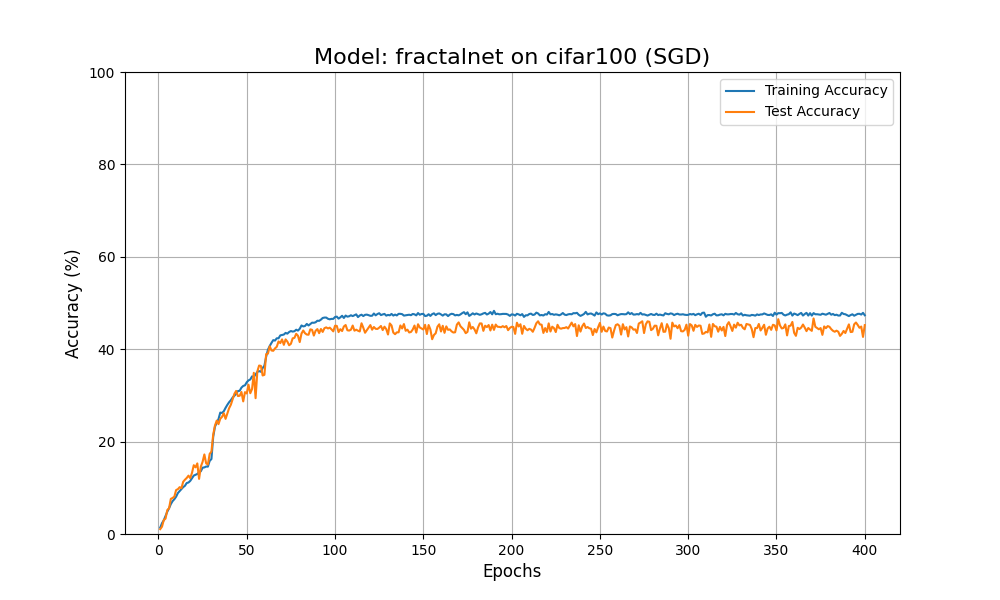 Model: fractalnet on cifar100 (SGD)
100
80
60
40
20
0
Accuracy (%)
Training Accuracy
Test Accuracy
0 50 100 150 200 250 300 350 400
Epochs